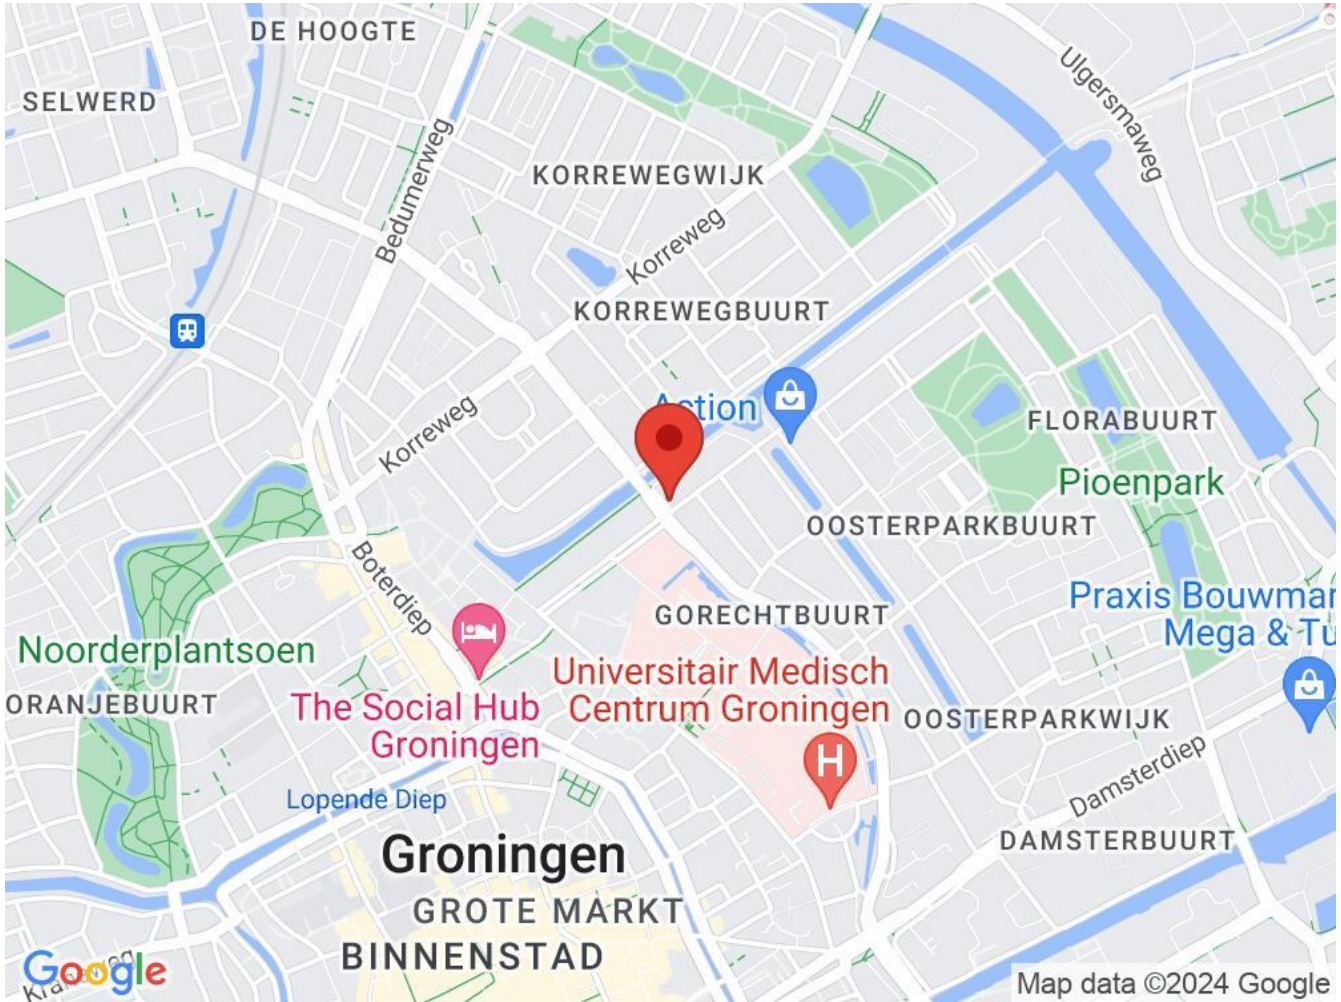 DE HOOGTE
SELWERD
Ulgersmaweg
Bedumerweg
KORREWEGWIJK
Korreweg
KORREWEGBUURT
Action
Korreweg
FLORABUURT
Pioenpark
OOSTERPARKBUURT
Boterdiep
GORECHTBUURT
Praxis Bouwmar
Mega & Tu
Noorderplantsoen
ORANJEBUURT
The Social Hub
Groningen
Universitair Medisch
Centrum Groningen
H
OOSTERPARKWIJK
Damsterdiep
Lopende Diep
DAMSTERBUURT
Groningen
GROTE MARKT
BINNENSTAD
Google
Map data ©2024 Google